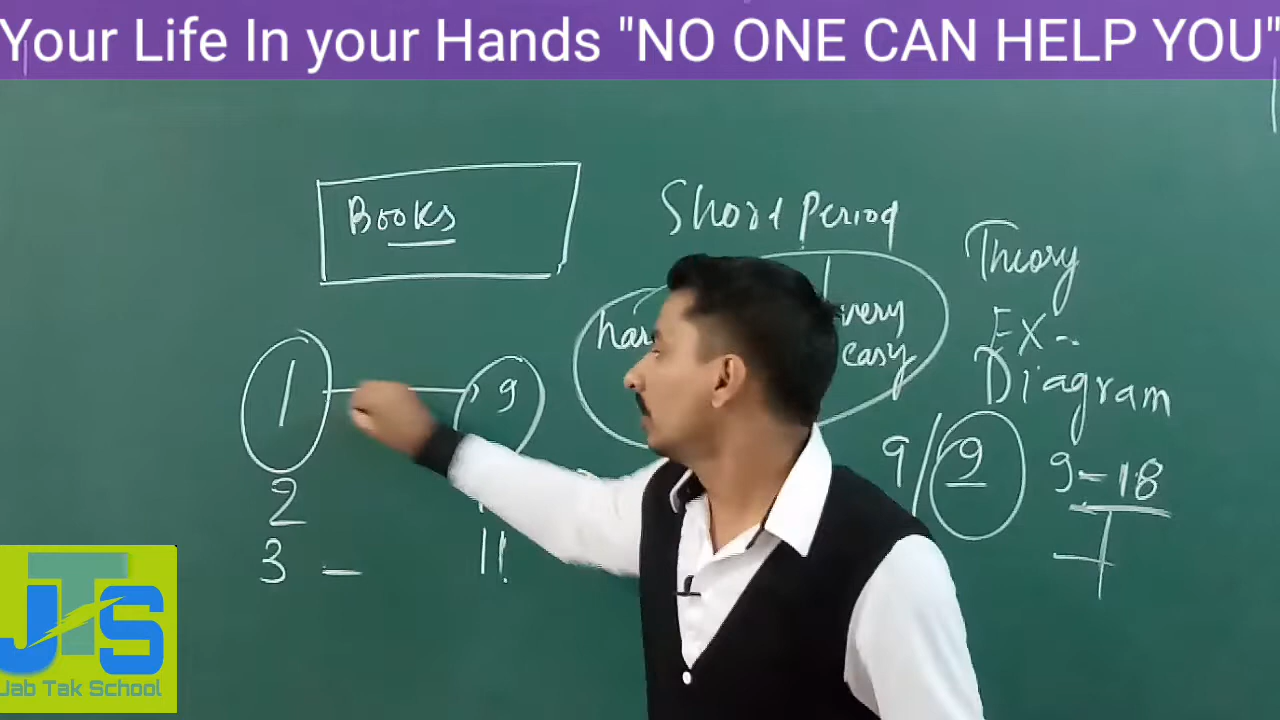 Your Life In your Hands "NO ONE CAN HELP YOU"
Books
Short Period
very
easy
Theory
Ex-..
Diagram
1
9
2
3 –
11
9/9
9-18
JTS
Jab Tak School